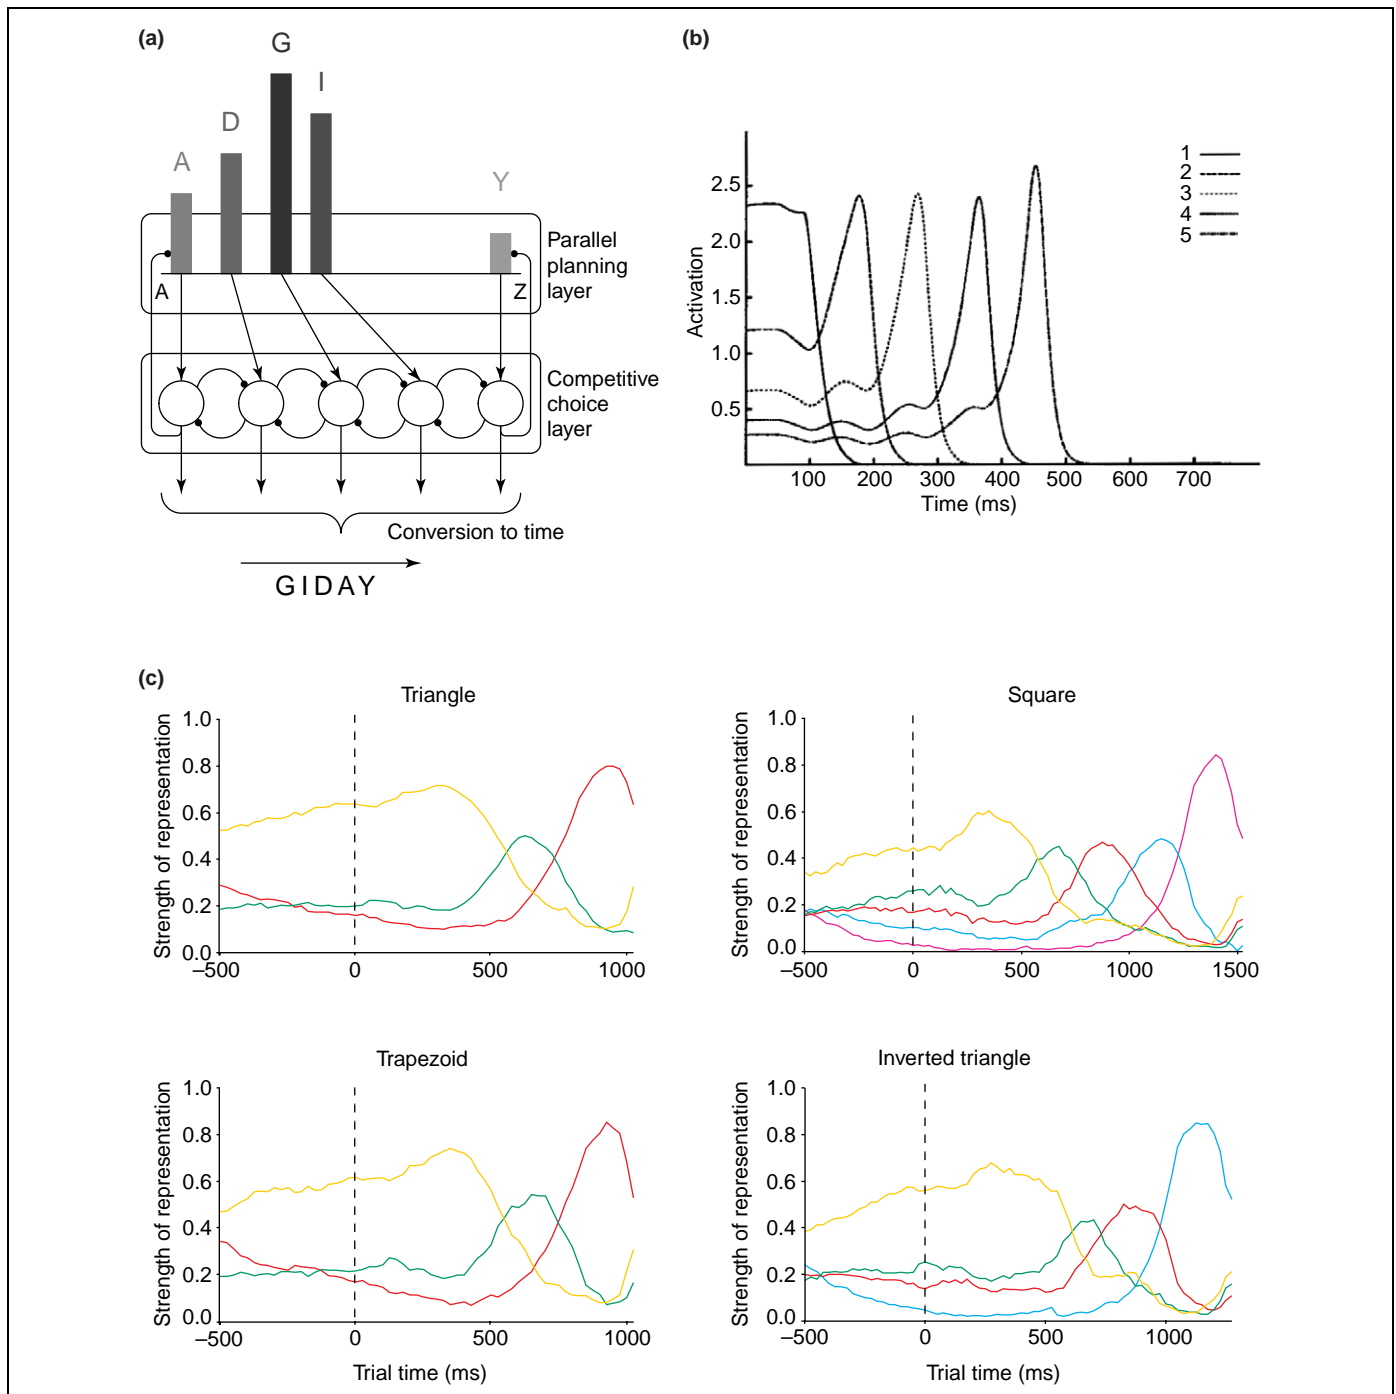 (a)
G
I
D
A
Y
Parallel
planning
layer
A
Z
Competitive
choice
layer
Conversion to time
GIDAY
(b)
1
2
3
4
5
2.5
2.0
1.5
1.0
0.5
Activation
100 200 300 400 500 600 700
Time (ms)
(c)
Triangle
Strength of representation
1.0
0.8
0.6
0.4
0.2
0.0
–500 0 500 1000
Square
Strength of representation
1.0
0.8
0.6
0.4
0.2
0.0
–500 0 500 1000 1500
Trapezoid
Strength of representation
1.0
0.8
0.6
0.4
0.2
0.0
–500 0 500 1000
Trial time (ms)
Inverted triangle
Strength of representation
1.0
0.8
0.6
0.4
0.2
0.0
–500 0 500 1000
Trial time (ms)